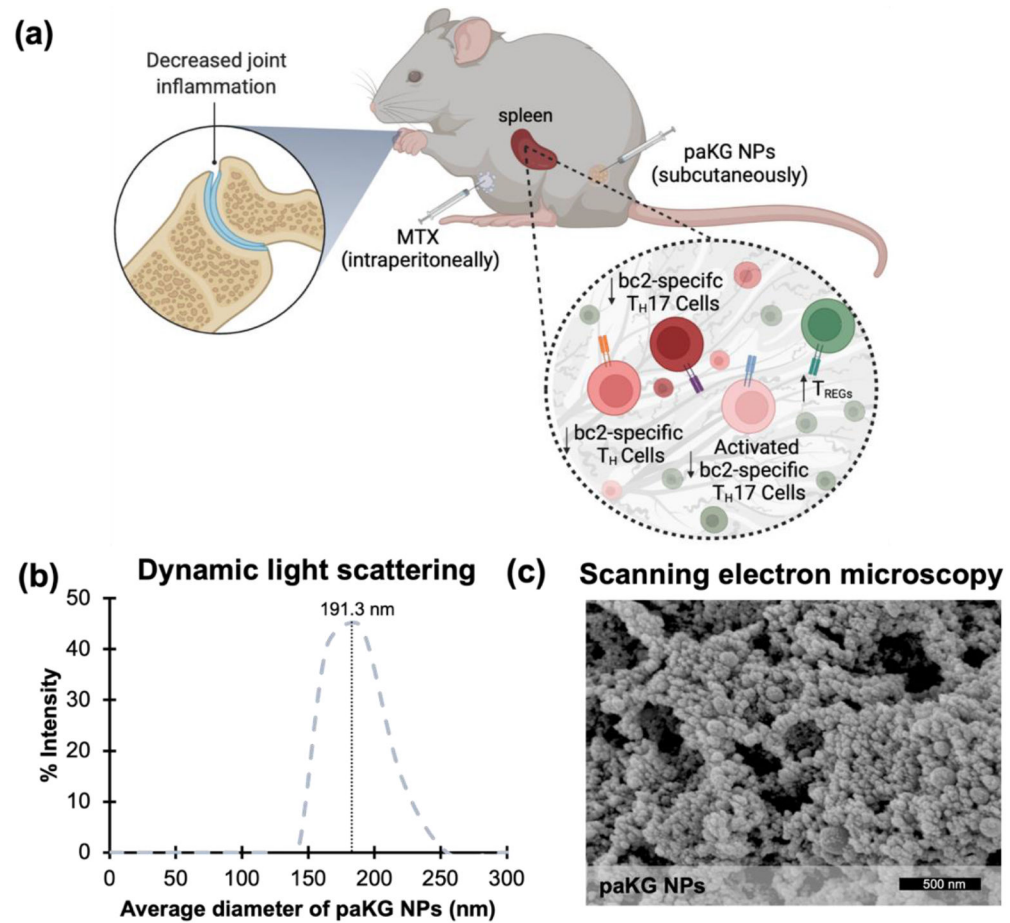 (a)
Decreased joint
inflammation
spleen
paKG NPs
(subcutaneously)
MTX
(intraperitoneally)
bc2-specifc
TH17 Cells
TREGs
bc2-specific
TH Cells
Activated
bc2-specific
TH17 Cells
(b)
Dynamic light scattering
191.3 nm
% Intensity
50
40
30
20
10
0
0
50
100
150
200
250
300
Average diameter of paKG NPs (nm)
(c)
Scanning electron microscopy
paKG NPs
500 nm